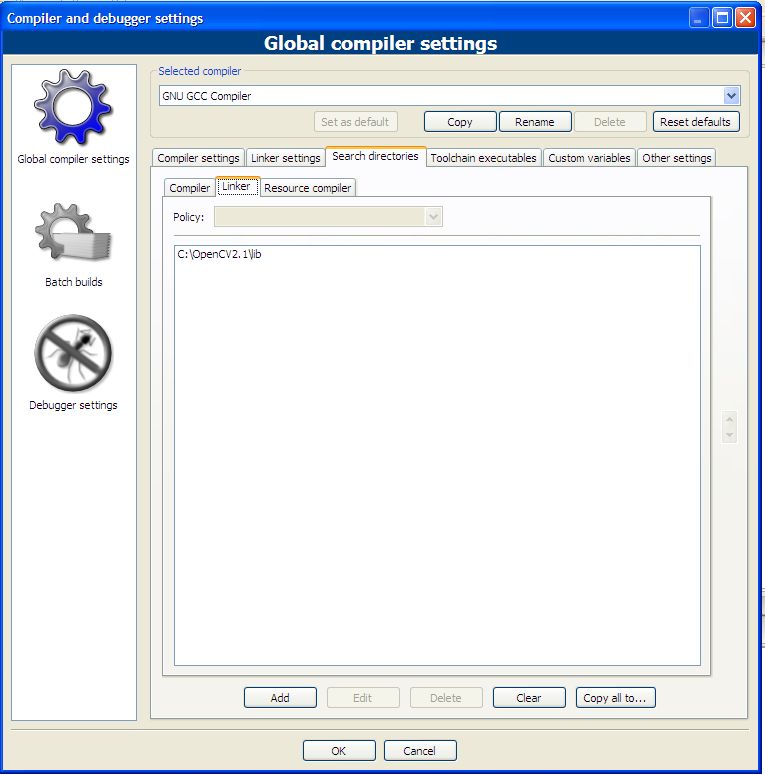 Compiler and debugger settings
Global compiler settings
Global compiler settings
Batch builds
Debugger settings
Selected compiler
GNU GCC Compiler
Set as default Copy Rename Delete Reset defaults
Compiler settings Linker settings Search directories Toolchain executables Custom variables Other settings
Compiler Linker Resource compiler
Policy:
C:\OpenCV2.1\lib
Add Edit Delete Clear Copy all to...
OK Cancel